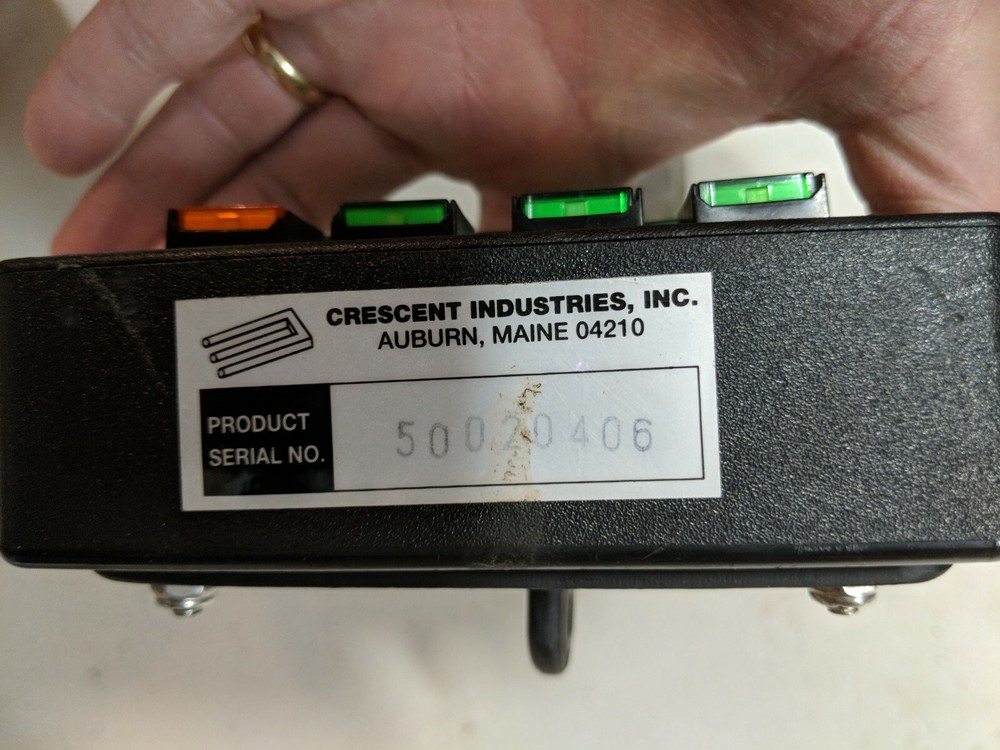 CRESCENT INDUSTRIES, INC.
AUBURN, MAINE 04210
PRODUCT
SERIAL NO.
50020406